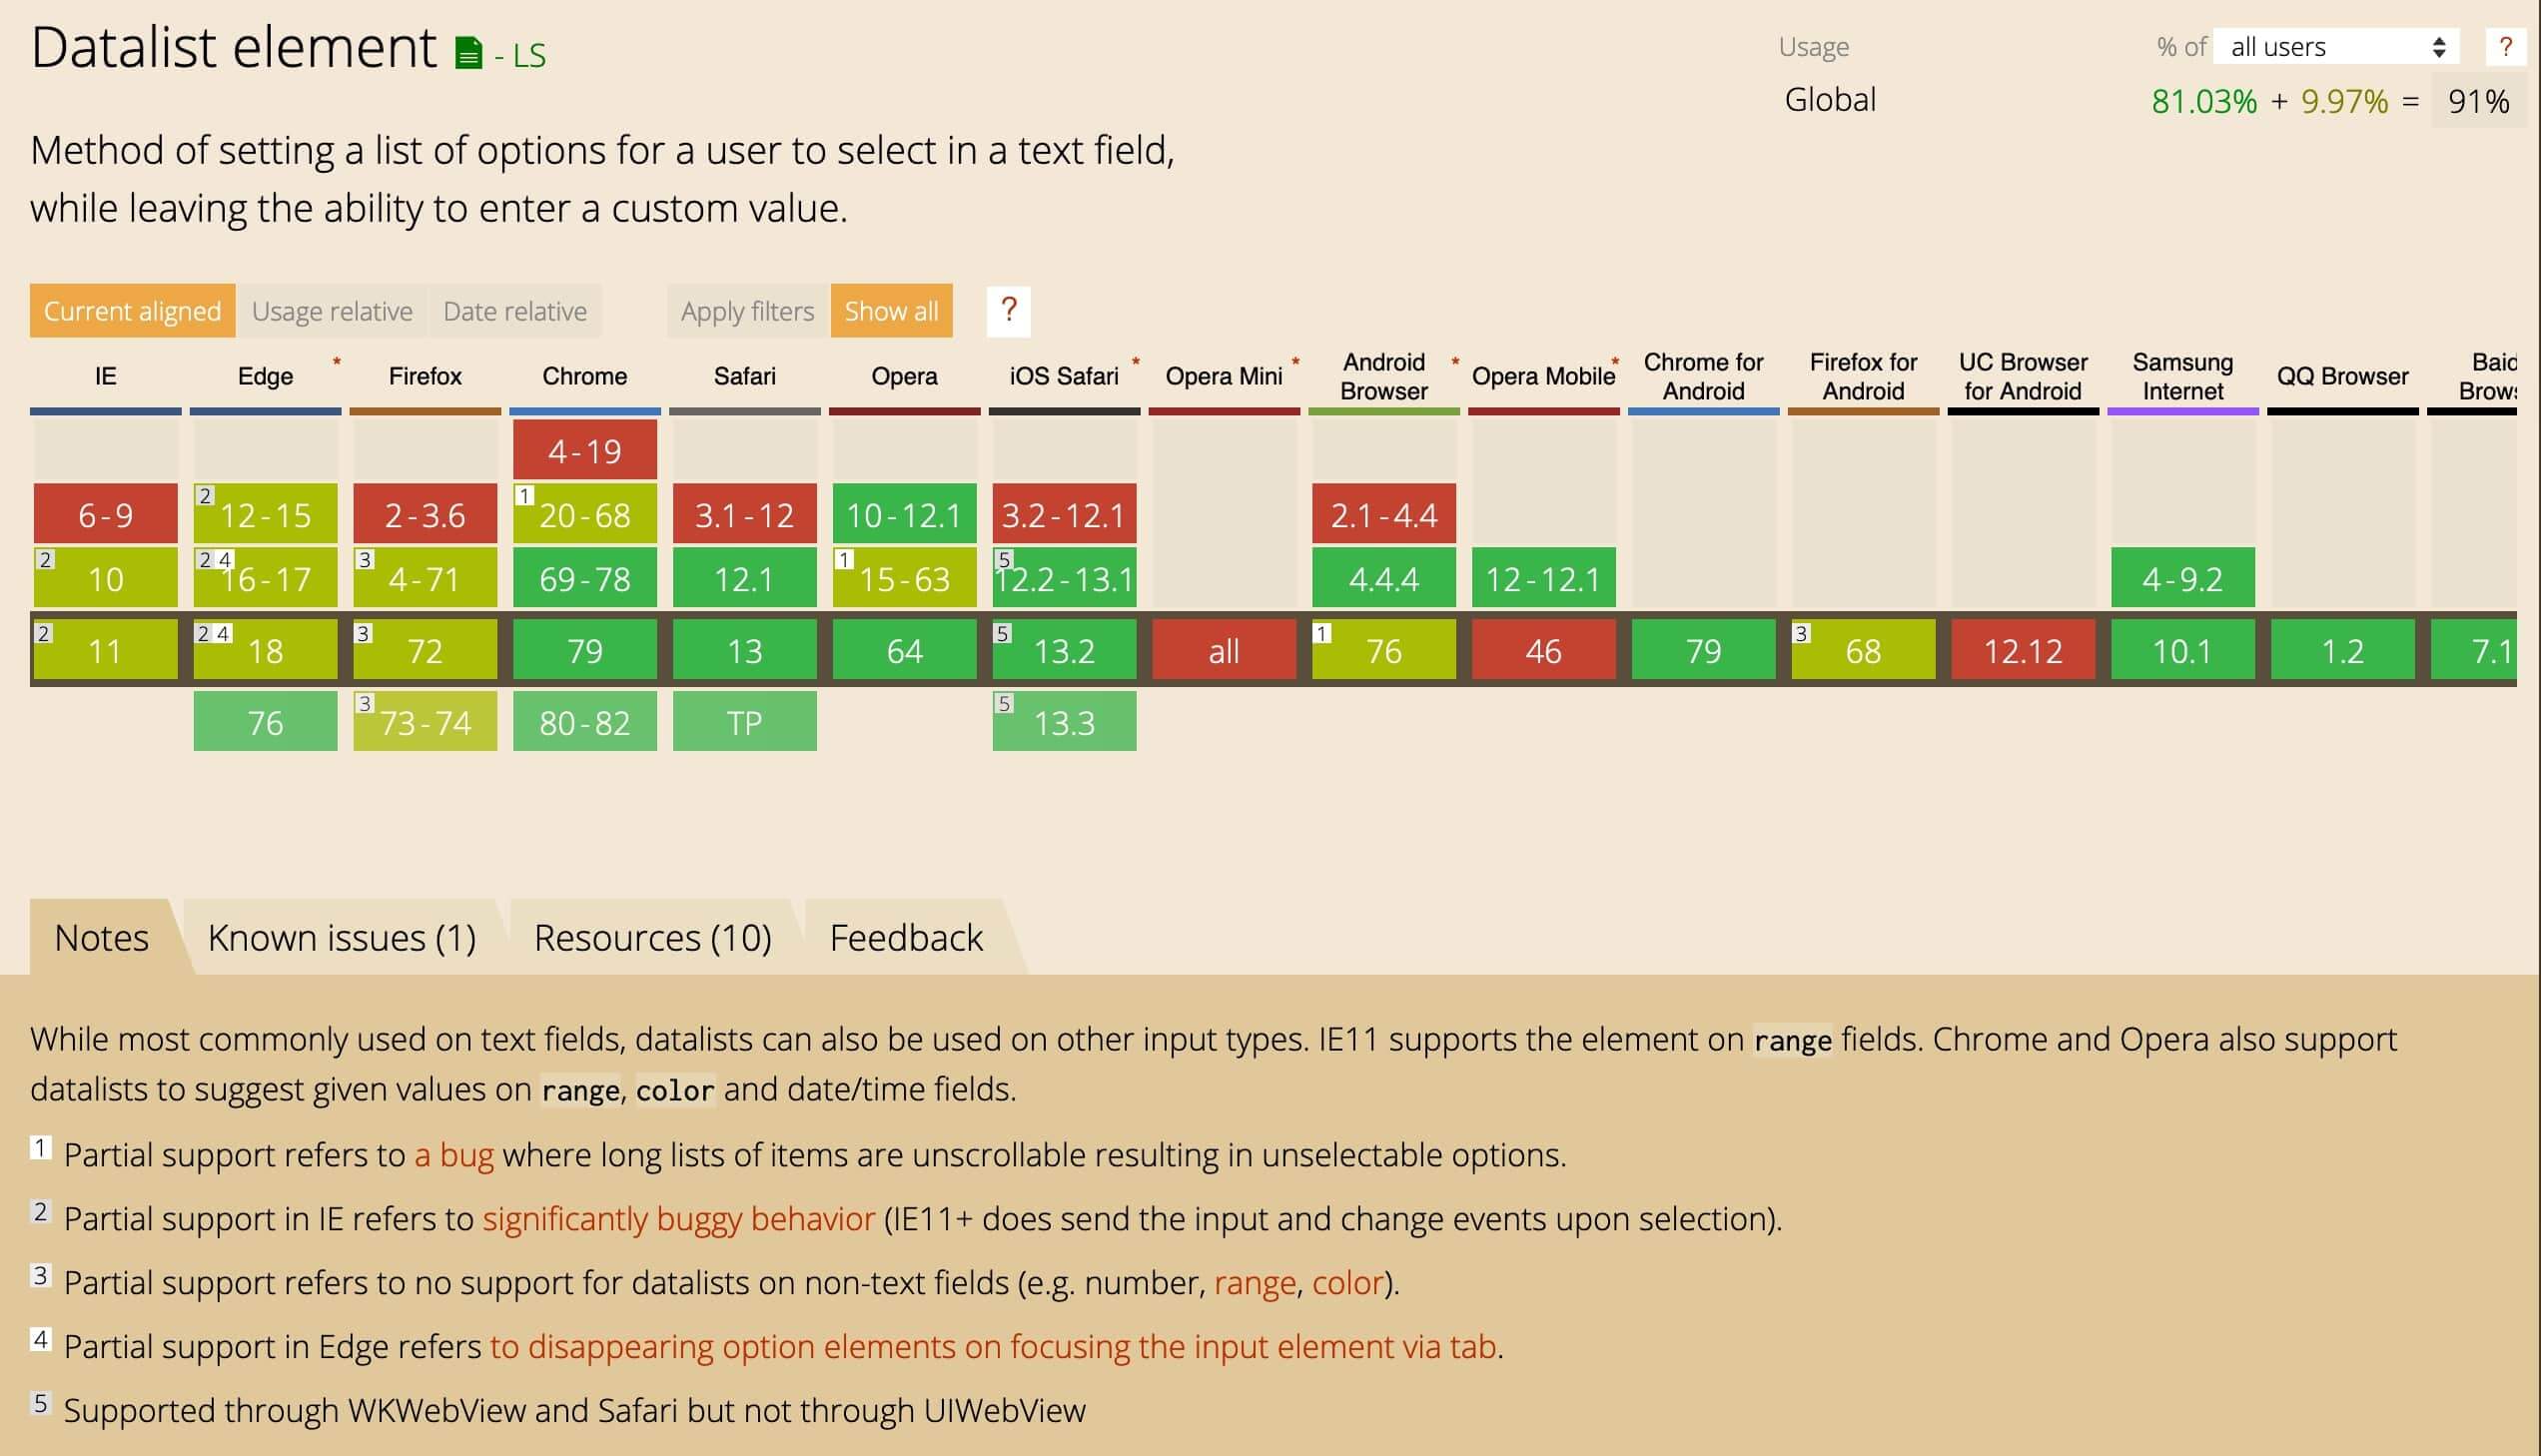 Datalist element - LS
Usage % of all users ?
Global 81.03% + 9.97% = 91%
Method of setting a list of options for a user to select in a text field,
while leaving the ability to enter a custom value.
Current aligned Usage relative Date relative Apply filters Show all ?
IE Edge * Firefox Chrome Safari Opera iOS Safari * Opera Mini * Android Browser * Opera Mobile * Chrome for Android Firefox for Android UC Browser for Android Samsung Internet QQ Browser Baid Brows
4-19
6-9 2 12-15 2-3.6 1 20-68 3.1-12 10-12.1 3.2-12.1 2.1-4.4
2 10 2 4 16-17 3 4-71 69-78 12.1 1 15-63 5 12.2-13.1 4.4.4 12-12.1 4-9.2
2 11 2 4 18 3 72 79 13 64 5 13.2 all 1 76 46 79 3 68 12.12 10.1 1.2 7.1
76 3 73-74 80-82 TP 5 13.3
Notes Known issues (1) Resources (10) Feedback
While most commonly used on text fields, datalists can also be used on other input types. IE11 supports the element on range fields. Chrome and Opera also support
datalists to suggest given values on range, color and date/time fields.
1 Partial support refers to a bug where long lists of items are unscrollable resulting in unselectable options.
2 Partial support in IE refers to significantly buggy behavior (IE11+ does send the input and change events upon selection).
3 Partial support refers to no support for datalists on non-text fields (e.g. number, range, color).
4 Partial support in Edge refers to disappearing option elements on focusing the input element via tab.
5 Supported through WKWebView and Safari but not through UIWebView